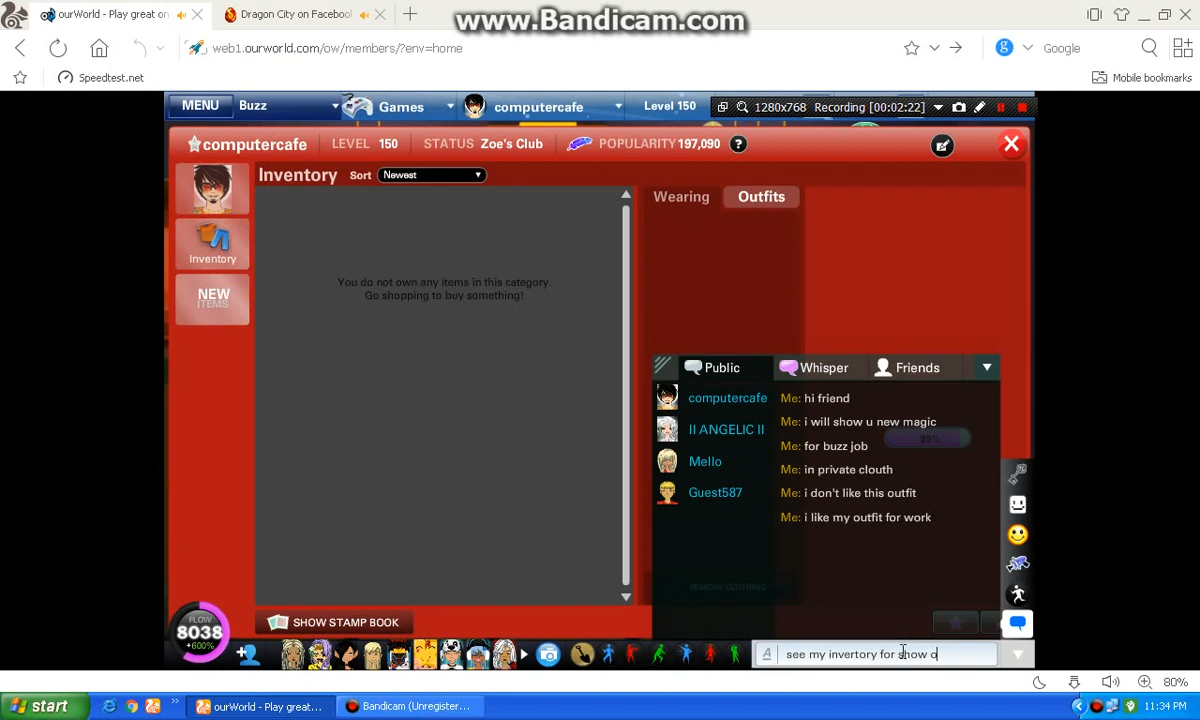 www.Bandicam.com
ourWorld - Play great on
Dragon City on Facebook
web1.ourworld.com/ow/members/?env=home
Google
Speedtest.net
Mobile bookmarks
MENU
Buzz
Games
computercafe
Level 150
1280x768 Recording [00:02:22]
computercafe
LEVEL 150
STATUS Zoe's Club
POPULARITY 197,090
?
Inventory Sort Newest
Wearing
Outfits
Inventory
NEW
ITEMS
You do not own any items in this category.
Go shopping to buy something!
Public
Whisper
Friends
computercafe
II ANGELIC II
Mello
Guest587
Me: hi friend
Me: i will show u new magic
Me: for buzz job
Me: in private clouth
Me: i don't like this outfit
Me: i like my outfit for work
REMOVE CLOTHING
FLOW
8038
+600%
SHOW STAMP BOOK
A
see my invertory for show o
80%
start
ourWorld - Play great...
Bandicam (Unregister...
11:34 PM